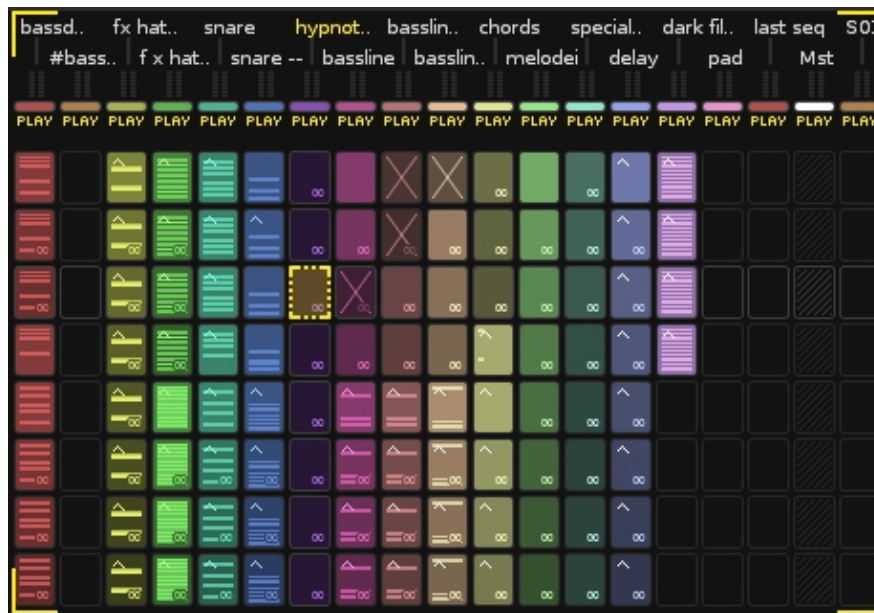 bassd.. fx hat.. snare hypnot.. basslin.. chords special.. dark fil.. last seq S01
#bass.. f x hat.. snare -- bassline basslin.. melodei delay pad Mst
PLAY PLAY PLAY PLAY PLAY PLAY PLAY PLAY PLAY PLAY PLAY PLAY PLAY PLAY PLAY PLAY PLAY PLAY PLAY